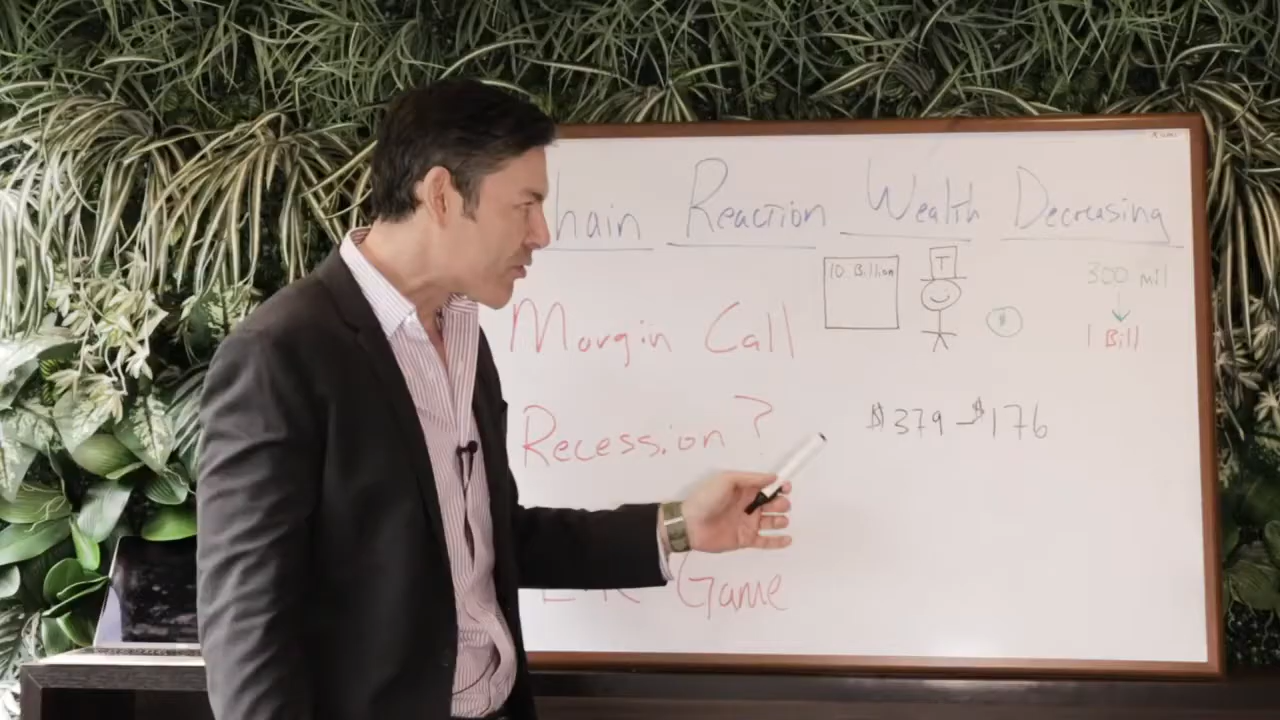 hain Reaction Wealth Decreasing
10 Billion
T
300 mil
$
Margin Call
1 Bill
Recession?
$379 - $176
Game